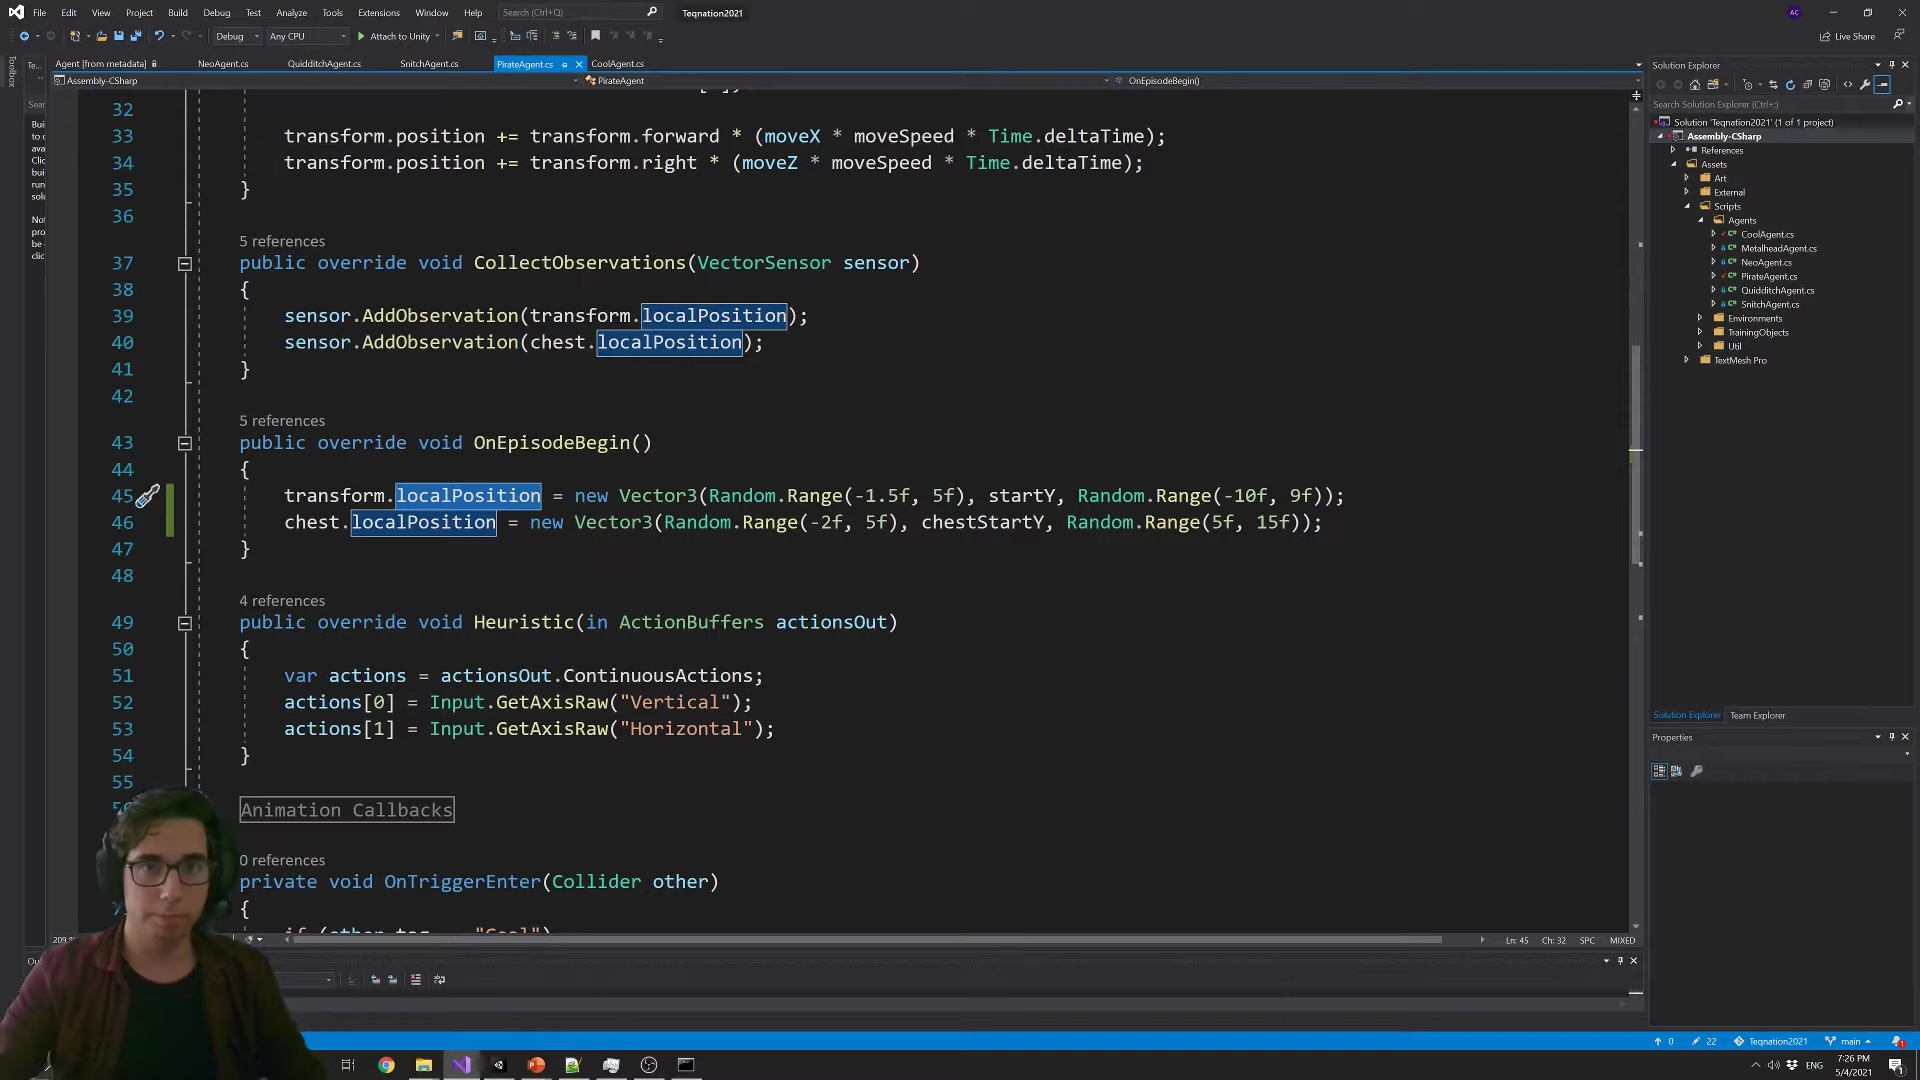 File Edit View Project Build Debug Test Analyze Tools Extensions Window Help Search (Ctrl+;) Teqnation2021 AC
Debug Any CPU Attach to Unity Live Share
Toolbox
Te...
Agent [from metadata] NeoAgent.cs QuidditchAgent.cs SnitchAgent.cs PirateAgent.cs CoolAgent.cs
Assembly-CSharp PirateAgent OnEpisodeBegin()
32
33 transform.position += transform.forward * (moveX * moveSpeed * Time.deltaTime);
34 transform.position += transform.right * (moveZ * moveSpeed * Time.deltaTime);
35 }
36
5 references
37 public override void CollectObservations(VectorSensor sensor)
38 {
39 sensor.AddObservation(transform.localPosition);
40 sensor.AddObservation(chest.localPosition);
41 }
42
5 references
43 public override void OnEpisodeBegin()
44 {
45 transform.localPosition = new Vector3(Random.Range(-1.5f, 5f), startY, Random.Range(-10f, 9f));
46 chest.localPosition = new Vector3(Random.Range(-2f, 5f), chestStartY, Random.Range(5f, 15f));
47 }
48
4 references
49 public override void Heuristic(in ActionBuffers actionsOut)
50 {
51 var actions = actionsOut.ContinuousActions;
52 actions[0] = Input.GetAxisRaw("Vertical");
53 actions[1] = Input.GetAxisRaw("Horizontal");
54 }
55
Animation Callbacks
0 references
private void OnTriggerEnter(Collider other)
{
209 % Ln: 45 Ch: 32 SPC MIXED
Ou
Solution Explorer
Search Solution Explorer (Ctrl+;)
Solution 'Teqnation2021' (1 of 1 project)
Assembly-CSharp
References
Assets
Art
External
Scripts
Agents
CoolAgent.cs
MetalheadAgent.cs
NeoAgent.cs
PirateAgent.cs
QuidditchAgent.cs
SnitchAgent.cs
Environments
TrainingObjects
Util
TextMesh Pro
Solution Explorer Team Explorer
Properties
0 22 Teqnation2021 main
ENG 7:26 PM
5/4/2021